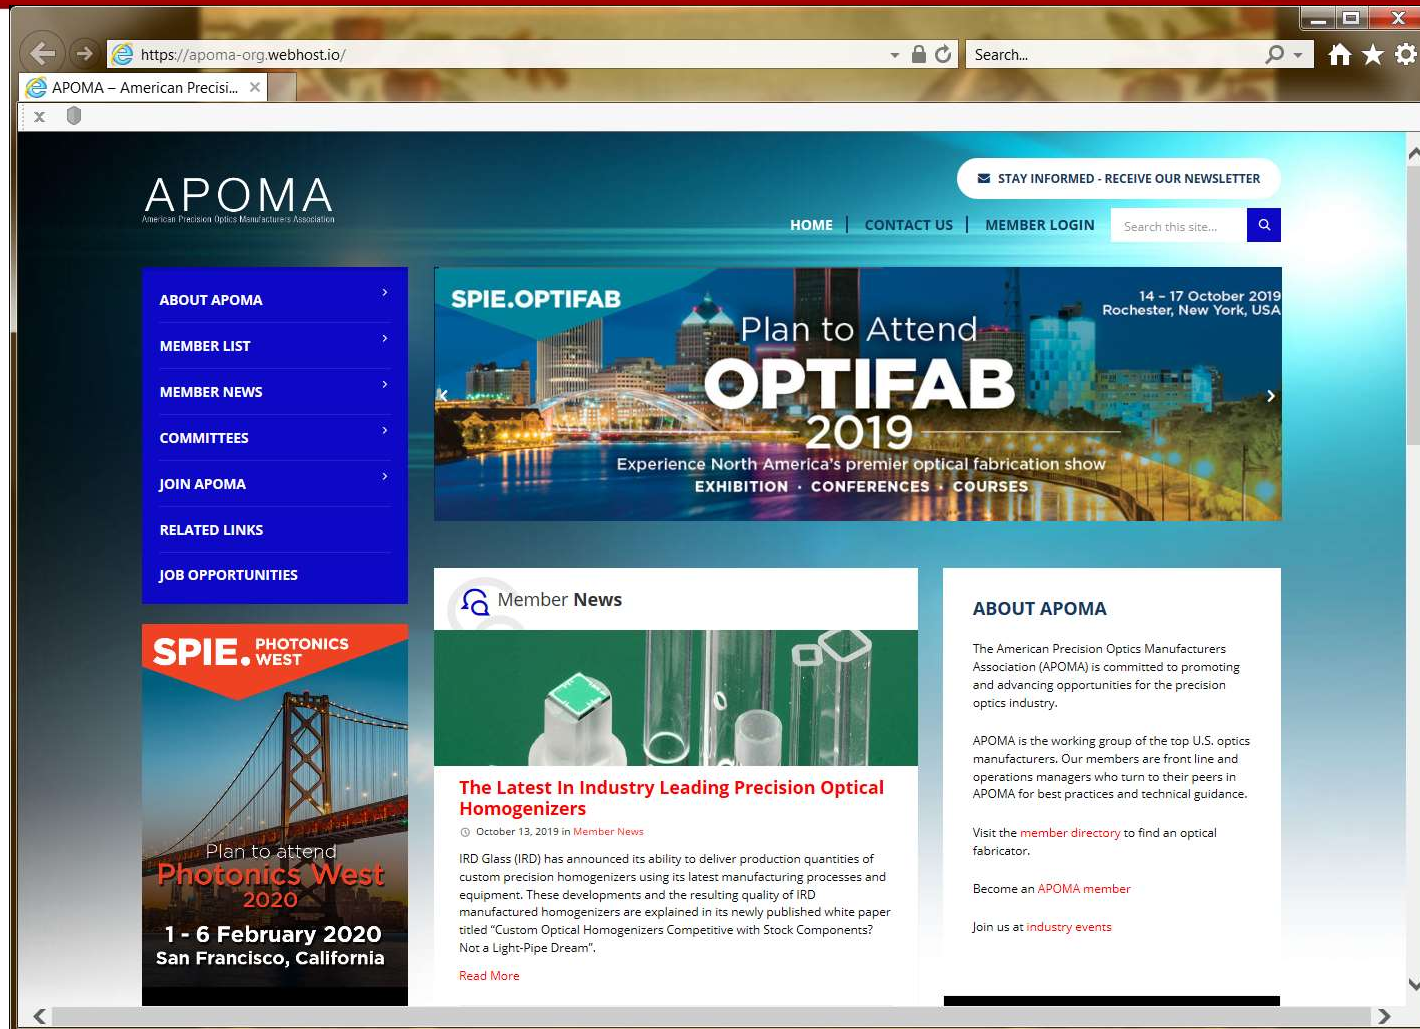 https://apoma-org.webhost.io/
Search...
APOMA – American Precisi...
APOMA
American Precision Optics Manufacturers Association
STAY INFORMED - RECEIVE OUR NEWSLETTER
HOME | CONTACT US | MEMBER LOGIN
Search this site...
ABOUT APOMA
MEMBER LIST
MEMBER NEWS
COMMITTEES
JOIN APOMA
RELATED LINKS
JOB OPPORTUNITIES
SPIE.OPTIFAB
14 – 17 October 2019
Rochester, New York, USA
Plan to Attend
OPTIFAB
2019
Experience North America's premier optical fabrication show
EXHIBITION · CONFERENCES · COURSES
SPIE. PHOTONICS
WEST
Plan to attend
Photonics West
2020
1 - 6 February 2020
San Francisco, California
Member News
The Latest In Industry Leading Precision Optical
Homogenizers
October 13, 2019 in Member News
IRD Glass (IRD) has announced its ability to deliver production quantities of
custom precision homogenizers using its latest manufacturing processes and
equipment. These developments and the resulting quality of IRD
manufactured homogenizers are explained in its newly published white paper
titled “Custom Optical Homogenizers Competitive with Stock Components?
Not a Light-Pipe Dream”.
Read More
ABOUT APOMA
The American Precision Optics Manufacturers
Association (APOMA) is committed to promoting
and advancing opportunities for the precision
optics industry.
APOMA is the working group of the top U.S. optics
manufacturers. Our members are front line and
operations managers who turn to their peers in
APOMA for best practices and technical guidance.
Visit the member directory to find an optical
fabricator.
Become an APOMA member
Join us at industry events